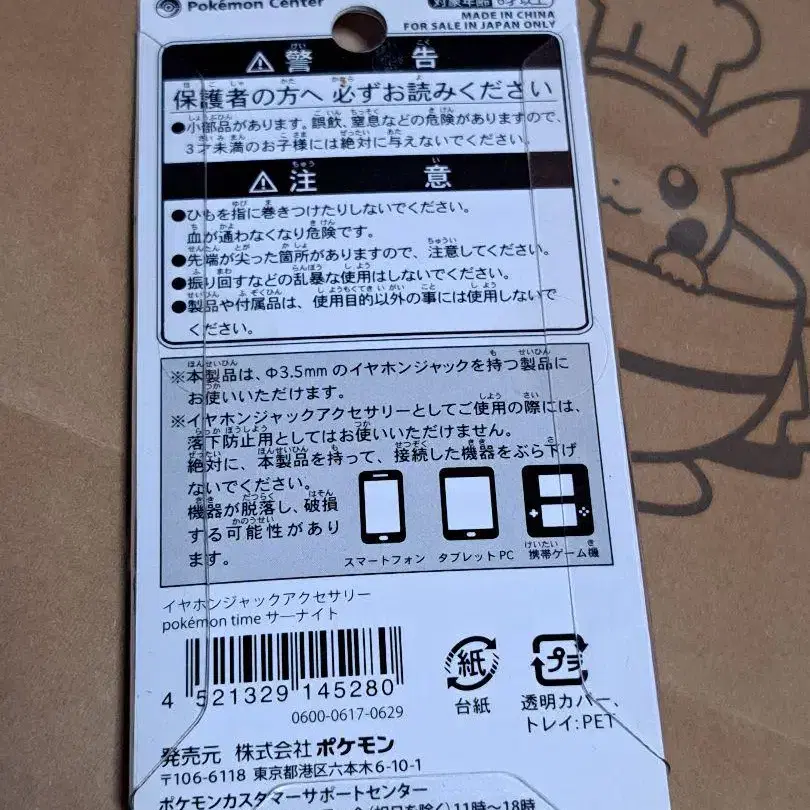 Pokémon Center
対象年齢 6才以上
MADE IN CHINA
FOR SALE IN JAPAN ONLY
警告
保護者の方へ 必ずお読みください
●小部品があります。誤飲、窒息などの危険がありますので、
3才未満のお子様には絶対に与えないでください。
注意
●ひもを指に巻きつけたりしないでください。
血が通わなくなり危険です。
●先端が尖った箇所がありますので、注意してください。
●振り回すなどの乱暴な使用はしないでください。
●製品や付属品は、使用目的以外の事には使用しないで
ください。
※本製品は、Φ3.5mmのイヤホンジャックを持つ製品に
お使いいただけます。
※イヤホンジャックアクセサリーとしてご使用の際には、
落下防止用としてはお使いいただけません。
絶対に、本製品を持って、接続した機器をぶら下げ
ないでください。
機器が脱落し、破損
する可能性があり
ます。
スマートフォン タブレットPC 携帯ゲーム機
イヤホンジャックアクセサリー
pokémon time サーナイト
4 521329 145280
0600-0617-0629
紙
台紙
プラ
透明カバー、
トレイ:PET
発売元 株式会社ポケモン
〒106-6118 東京都港区六本木6-10-1
ポケモンカスタマーサポートセンター
(祝日を除く)11時～18時